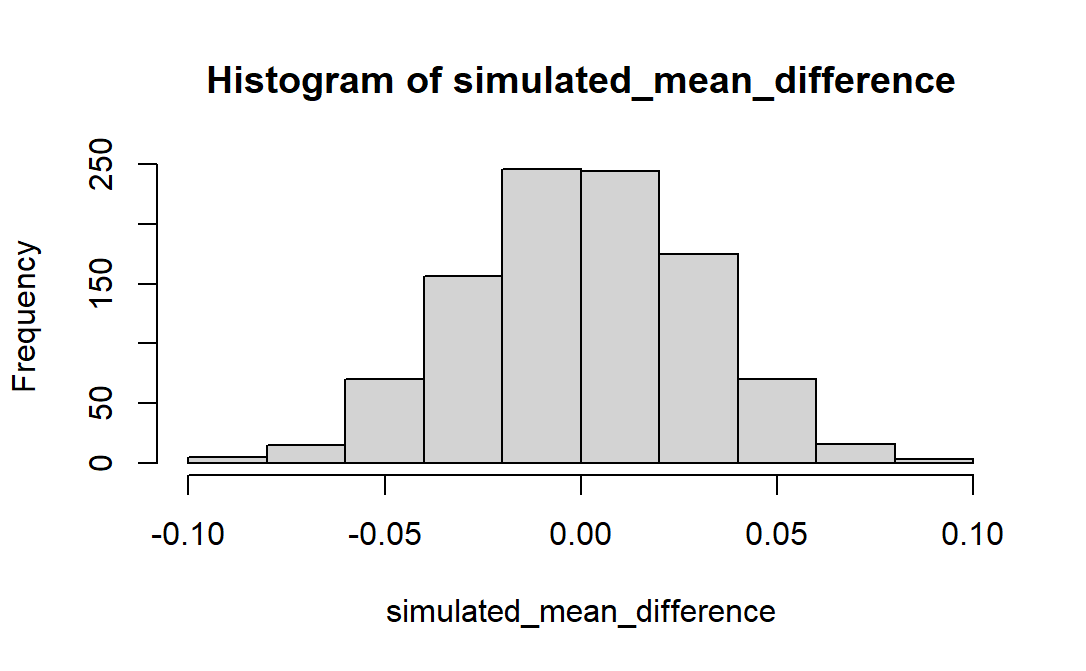 Histogram of simulated_mean_difference
Frequency
250
150
50
0
-0.10 -0.05 0.00 0.05 0.10
simulated_mean_difference